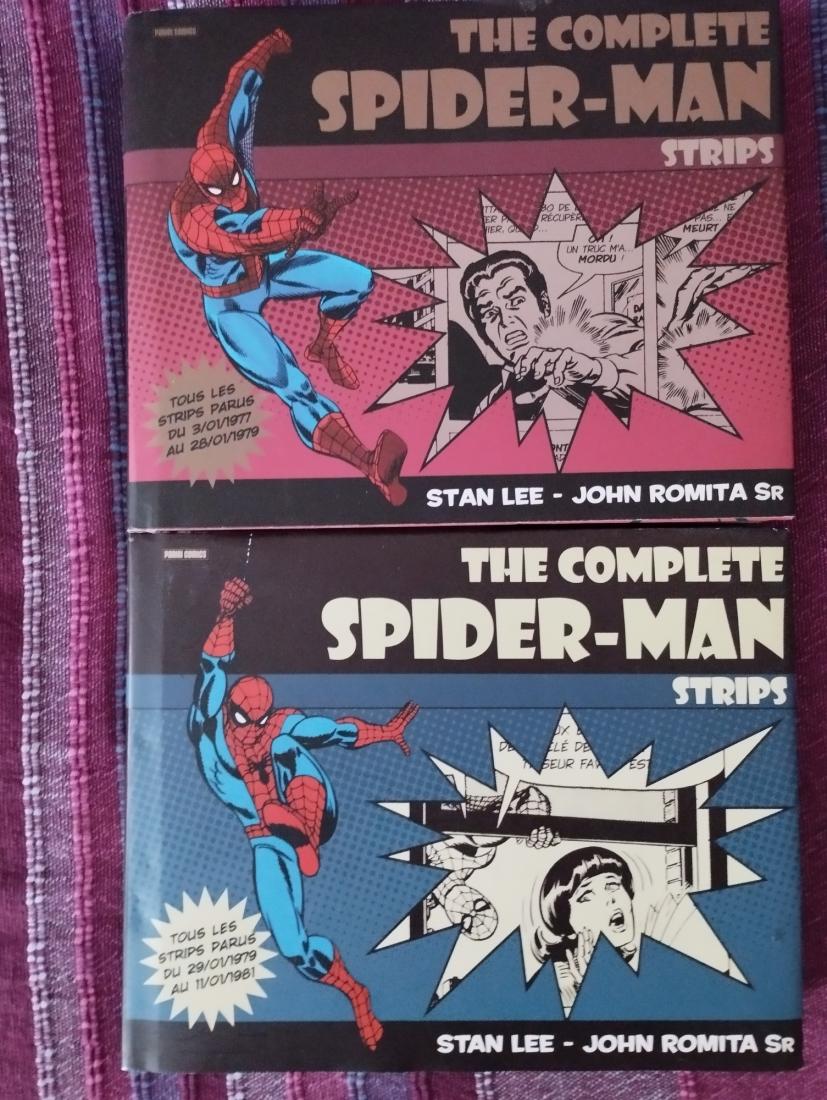 PANINI COMICS
THE COMPLETE
SPIDER-MAN
STRIPS
RÉCUPÉR
MEURT
UN TRUC M'A...
MORDU !
TOUS LES
STRIPS PARUS
DU 3/01/1977
AU 28/01/1979
STAN LEE - JOHN ROMITA SR
PANINI COMICS
THE COMPLETE
SPIDER-MAN
STRIPS
TOUS LES
STRIPS PARUS
DU 29/01/1979
AU 11/01/1981
STAN LEE - JOHN ROMITA SR